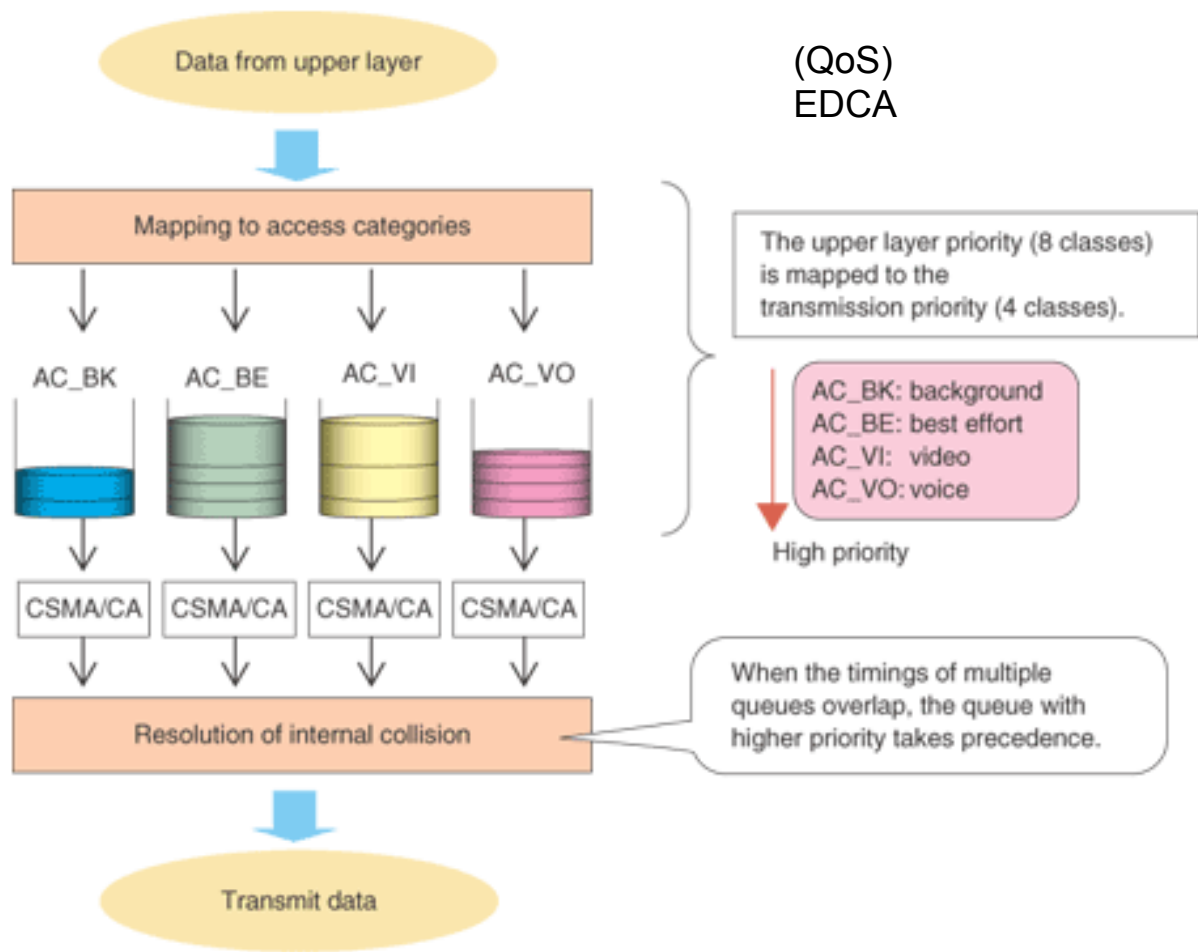 Data from upper layer
(QoS)
EDCA
Mapping to access categories
The upper layer priority (8 classes)
is mapped to the
transmission priority (4 classes).
AC_BK
AC_BE
AC_VI
AC_VO
AC_BK: background
AC_BE: best effort
AC_VI: video
AC_VO: voice
High priority
CSMA/CA
CSMA/CA
CSMA/CA
CSMA/CA
Resolution of internal collision
When the timings of multiple
queues overlap, the queue with
higher priority takes precedence.
Transmit data